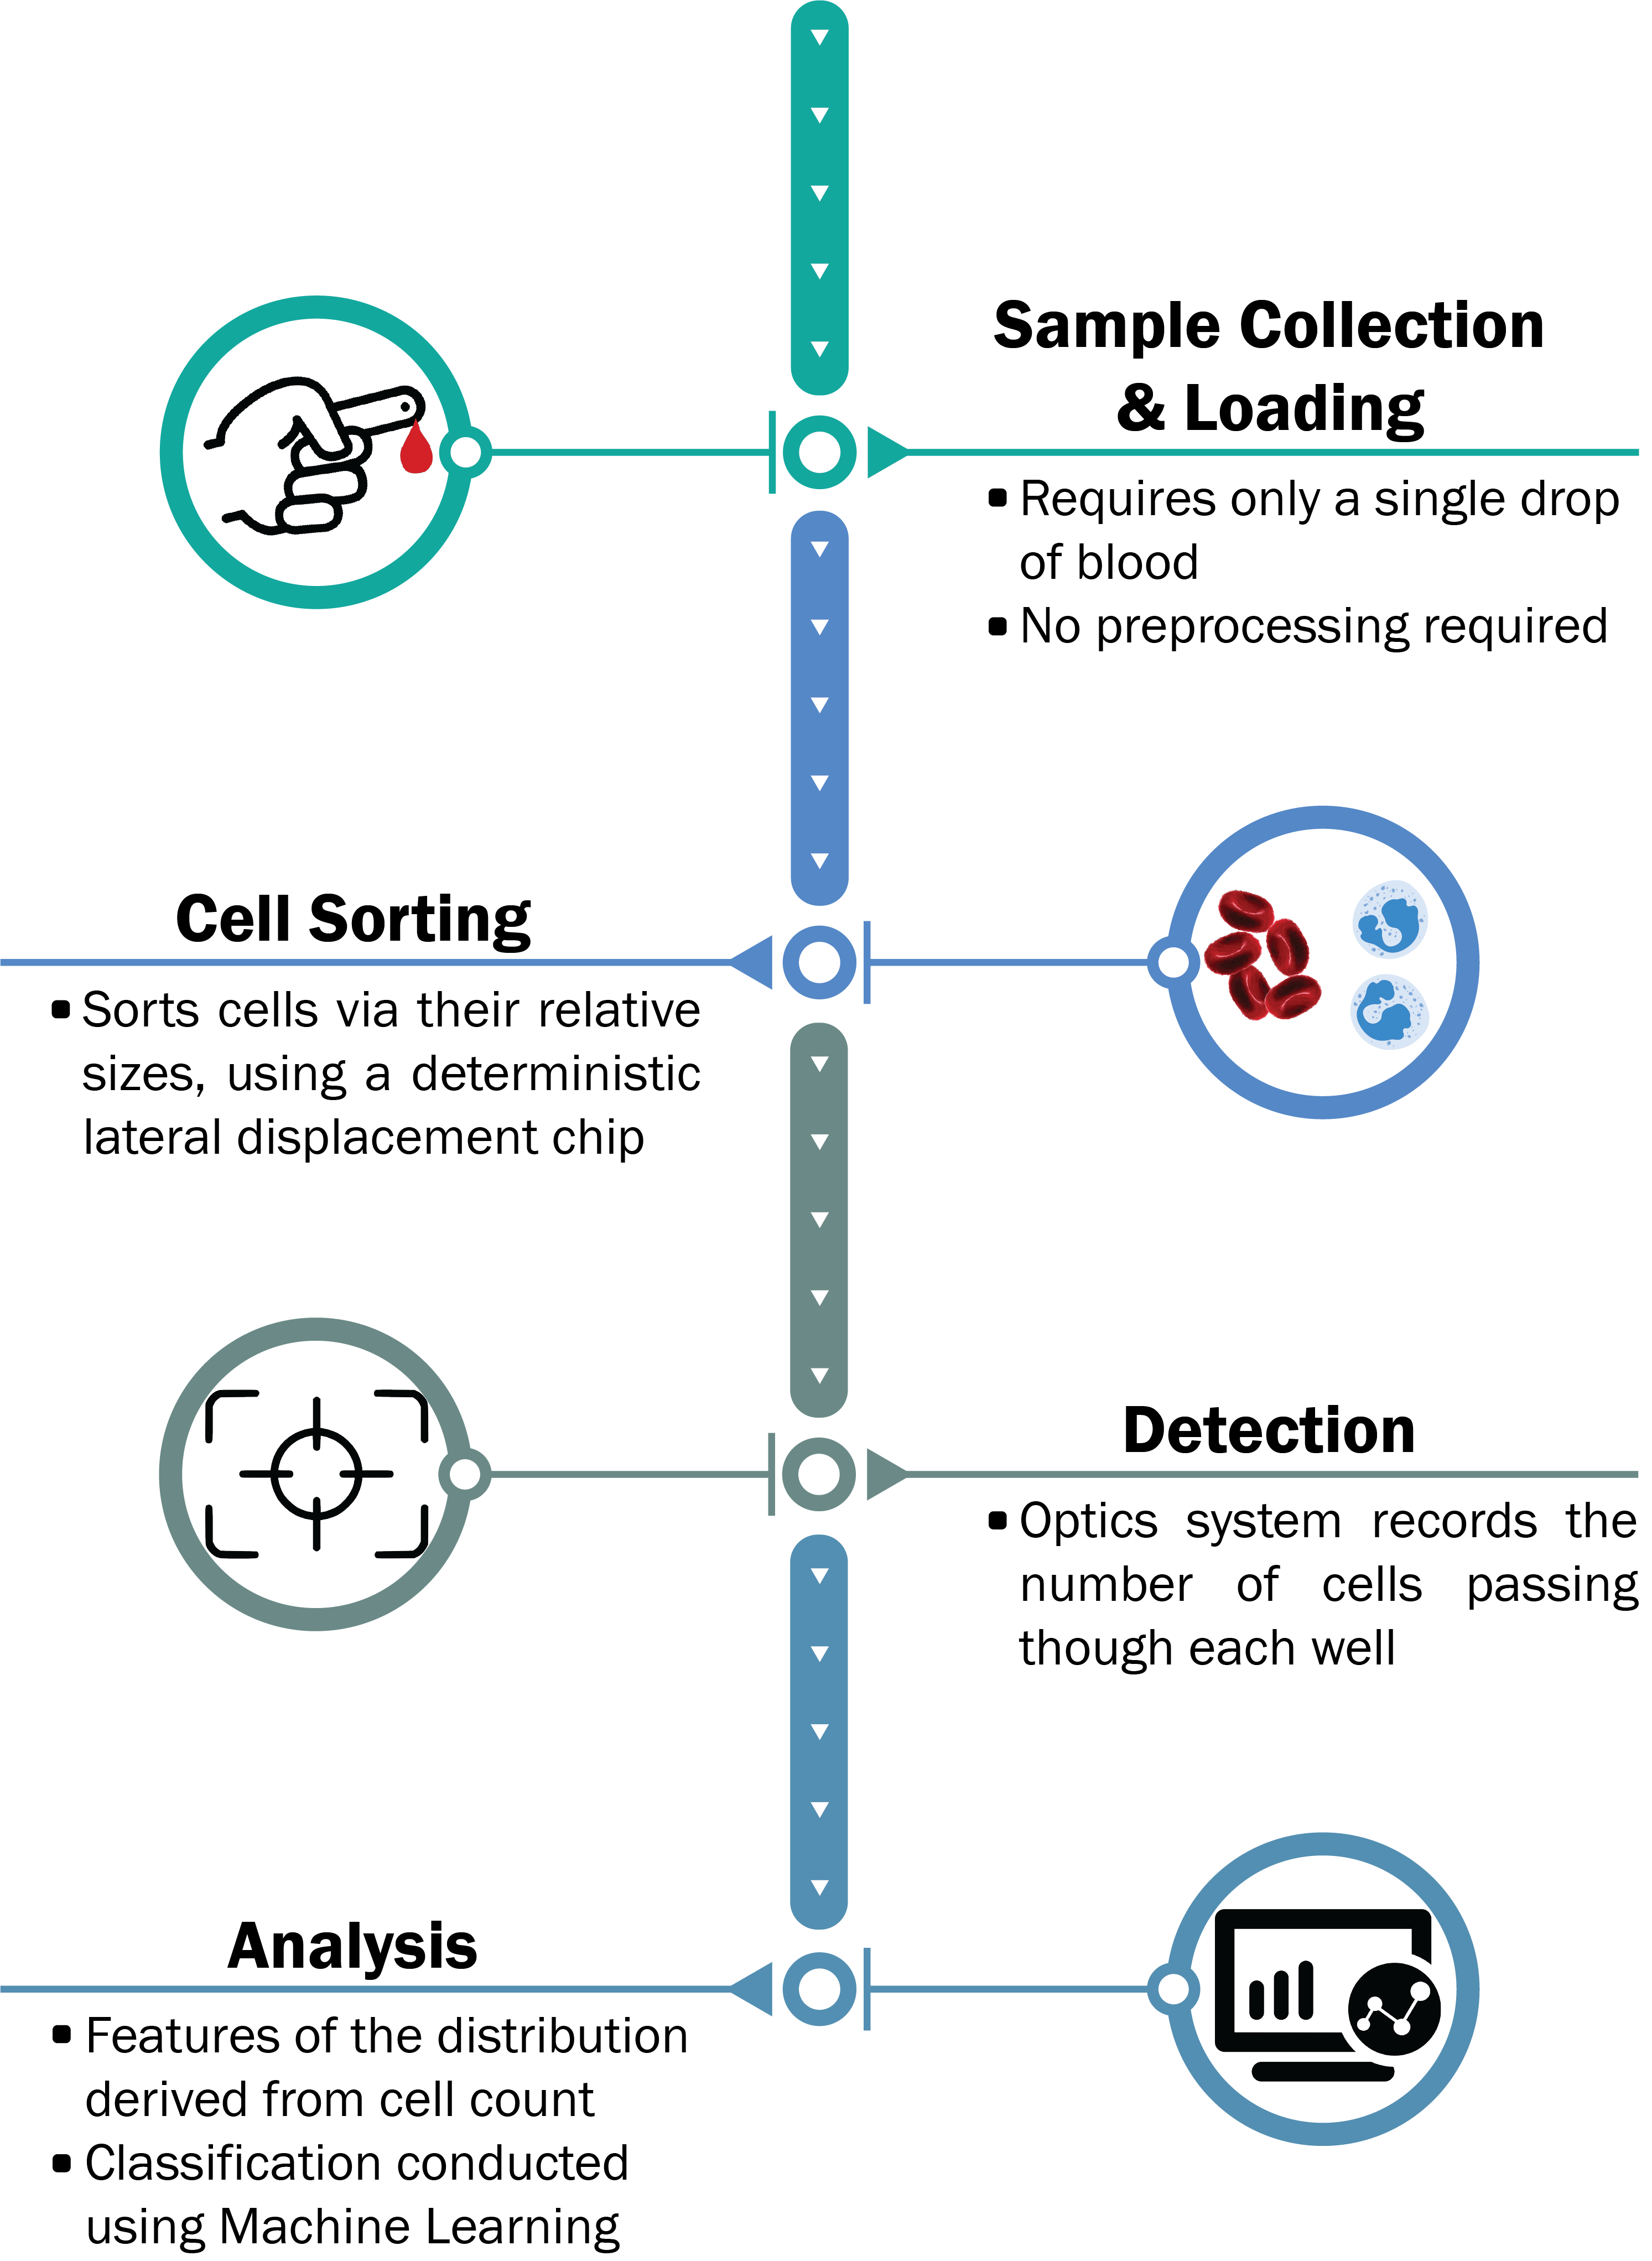 Sample Collection
& Loading
▪ Requires only a single drop
of blood
▪ No preprocessing required
Cell Sorting
▪ Sorts cells via their relative
sizes, using a deterministic
lateral displacement chip
Detection
▪ Optics system records the
number of cells passing
though each well
Analysis
▪ Features of the distribution
derived from cell count
▪ Classification conducted
using Machine Learning